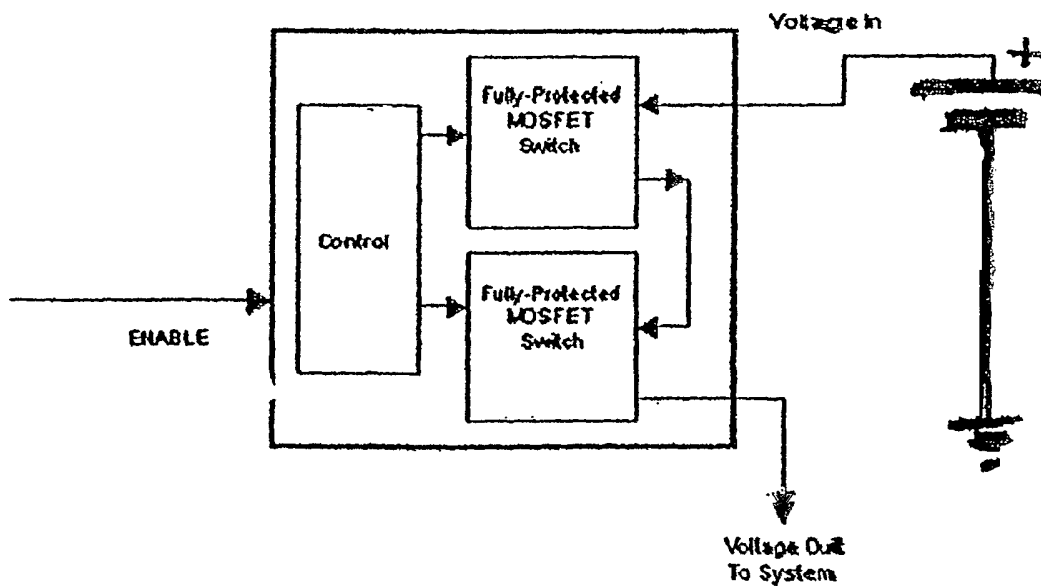 Voltage In
+
Fully-Protected
MOSFET
Switch
Control
Fully-Protected
MOSFET
Switch
ENABLE
Voltage Out
To System